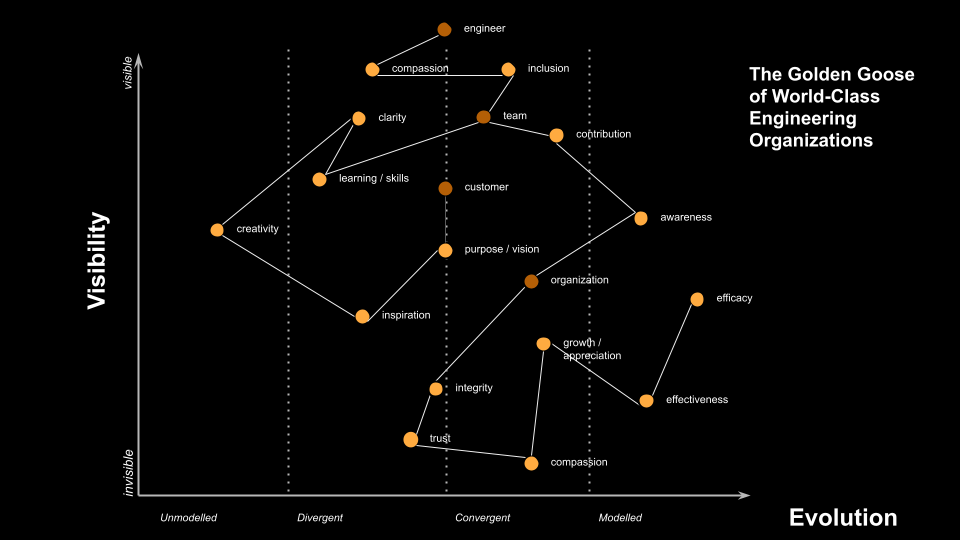 engineer
visible
compassion
inclusion
The Golden Goose
of World-Class
Engineering
Organizations
clarity
team
contribution
learning / skills
customer
creativity
awareness
Visibility
purpose / vision
organization
efficacy
inspiration
growth /
appreciation
integrity
effectiveness
trust
compassion
invisible
Unmodelled
Divergent
Convergent
Modelled
Evolution